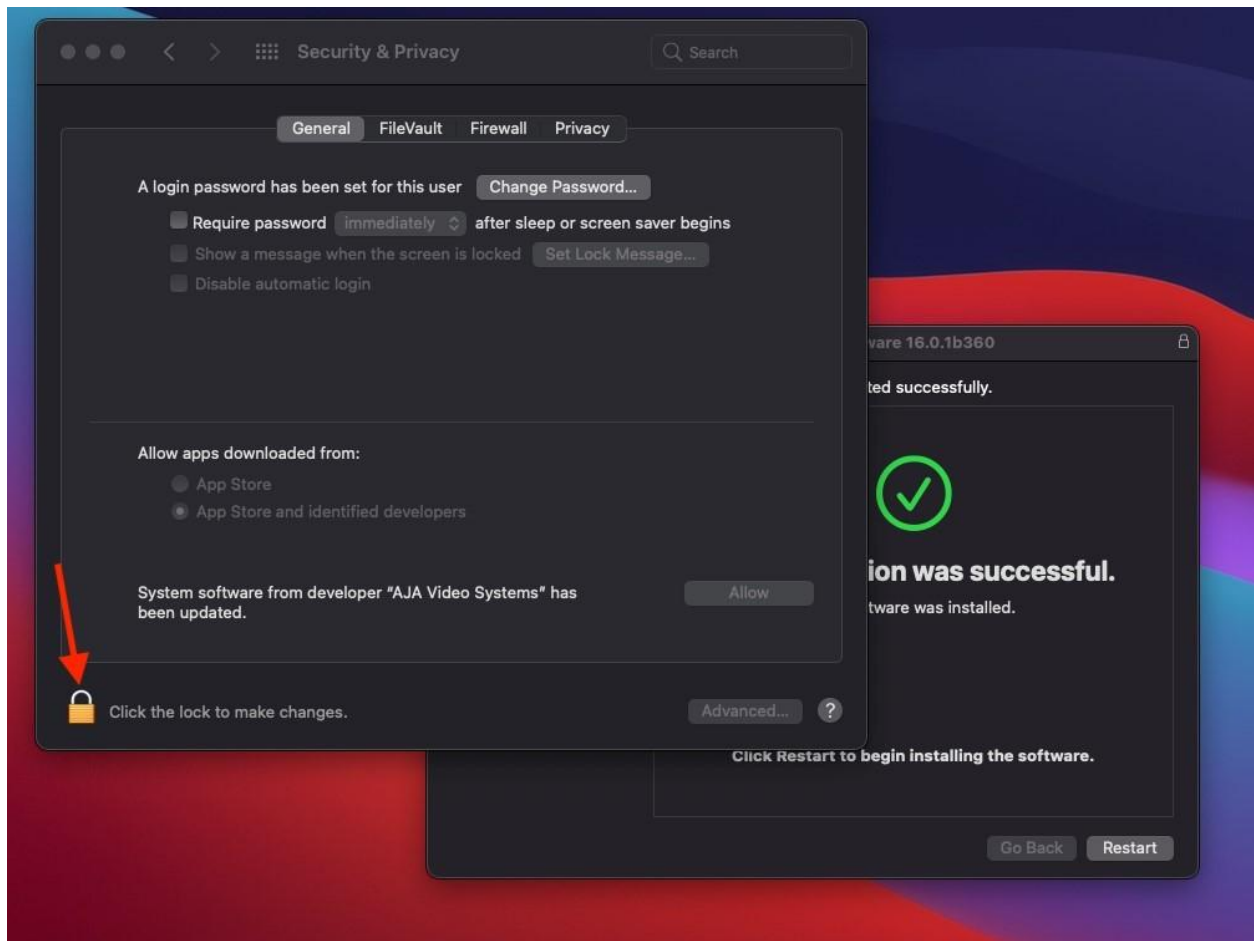 Security & Privacy
Search
General FileVault Firewall Privacy
A login password has been set for this user Change Password...
Require password immediately after sleep or screen saver begins
Show a message when the screen is locked Set Lock Message...
Disable automatic login
Allow apps downloaded from:
App Store
App Store and identified developers
System software from developer “AJA Video Systems” has
been updated.
Allow
Click the lock to make changes.
Advanced... ?
ware 16.0.1b360
ted successfully.
ion was successful.
tware was installed.
Click Restart to begin installing the software.
Go Back Restart